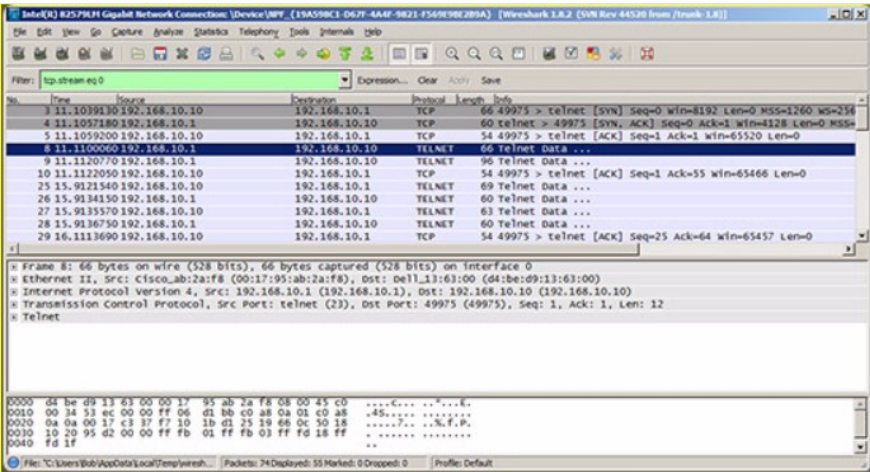 Intel(R) 82579LM Gigabit Network Connection: \Device\NPF_{19A598C1-D67F-4A4F-9821-F569E9BE2B9A} [Wireshark 1.8.2 (SVN Rev 44520 from /trunk-1.8)]
File Edit View Go Capture Analyze Statistics Telephony Tools Internals Help
Filter: tcp.stream eq 0 Expression... Clear Apply Save
No. Time Source Destination Protocol Length Info
3 11.1039130 192.168.10.10 192.168.10.1 TCP 66 49975 > telnet [SYN] Seq=0 Win=8192 Len=0 MSS=1260 WS=256
4 11.1057180 192.168.10.1 192.168.10.10 TCP 60 telnet > 49975 [SYN, ACK] Seq=0 Ack=1 Win=4128 Len=0 MSS=
5 11.1059200 192.168.10.10 192.168.10.1 TCP 54 49975 > telnet [ACK] Seq=1 Ack=1 Win=65520 Len=0
8 11.1100060 192.168.10.1 192.168.10.10 TELNET 66 Telnet Data ...
9 11.1120770 192.168.10.10 192.168.10.1 TELNET 96 Telnet Data ...
10 11.1122050 192.168.10.10 192.168.10.1 TCP 54 49975 > telnet [ACK] Seq=1 Ack=55 Win=65466 Len=0
25 15.9121540 192.168.10.10 192.168.10.1 TELNET 69 Telnet Data ...
26 15.9134150 192.168.10.1 192.168.10.10 TELNET 60 Telnet Data ...
27 15.9135570 192.168.10.10 192.168.10.1 TELNET 63 Telnet Data ...
28 15.9136750 192.168.10.1 192.168.10.10 TELNET 60 Telnet Data ...
29 16.1113690 192.168.10.10 192.168.10.1 TCP 54 49975 > telnet [ACK] Seq=25 Ack=64 Win=65457 Len=0
Frame 8: 66 bytes on wire (528 bits), 66 bytes captured (528 bits) on interface 0
Ethernet II, Src: Cisco_ab:2a:f8 (00:17:95:ab:2a:f8), Dst: Dell_13:63:00 (d4:be:d9:13:63:00)
Internet Protocol Version 4, Src: 192.168.10.1 (192.168.10.1), Dst: 192.168.10.10 (192.168.10.10)
Transmission Control Protocol, Src Port: telnet (23), Dst Port: 49975 (49975), Seq: 1, Ack: 1, Len: 12
Telnet
0000 d4 be d9 13 63 00 00 17 95 ab 2a f8 08 00 45 c0 ....c... ..*...E.
0010 00 34 53 ec 00 00 ff 06 d1 bb c0 a8 0a 01 c0 a8 .4S..... ........
0020 0a 0a 00 17 c3 37 f7 10 1b d1 25 19 66 0c 50 18 .....7.. ..%.f.P.
0030 10 20 95 d2 00 00 ff fb 01 ff fb 03 ff fd 18 ff . ...... ........
0040 fd 1f ..
File: "C:\Users\Bob\AppData\Local\Temp\wiresh... Packets: 74 Displayed: 55 Marked: 0 Dropped: 0 Profile: Default